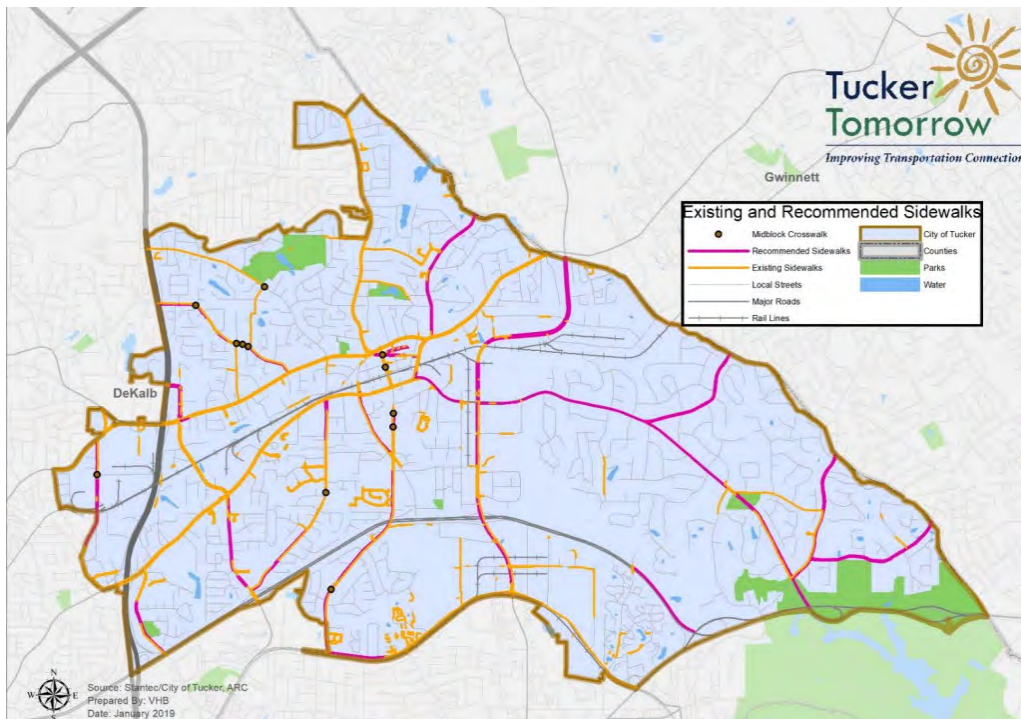 Tucker
Tomorrow
Improving Transportation Connection
Gwinnett
Existing and Recommended Sidewalks
Midblock Crosswalk
Recommended Sidewalks
Existing Sidewalks
Local Streets
Major Roads
Rail Lines
City of Tucker
Counties
Parks
Water
DeKalb
N
W E
S
Source: Stantec/City of Tucker, ARC
Prepared By: VHB
Date: January 2019